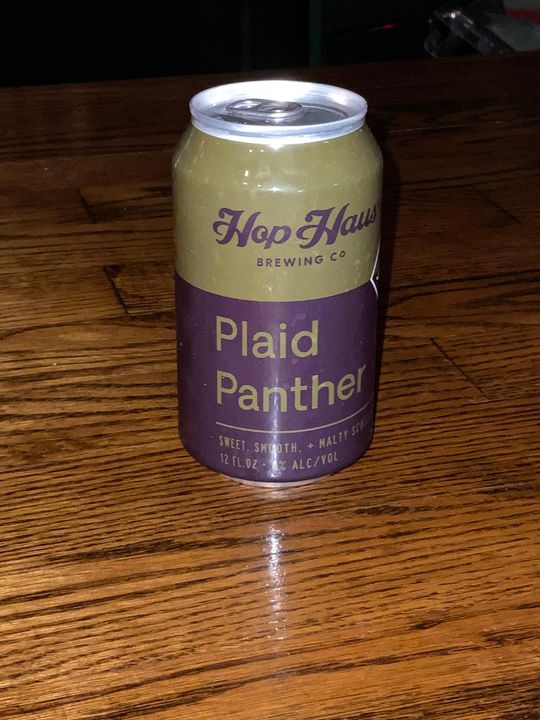 Hop Haus
BREWING Co
Plaid
Panther
SWEET, SMOOTH, + MALTY
12 FL.OZ • % ALC/VOL